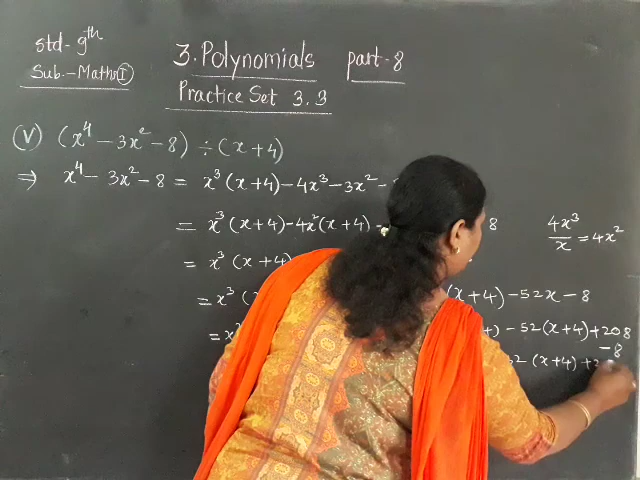 std-9th
Sub.-Maths I
3. Polynomials part-8
Practice Set 3.3
(V) (x⁴ - 3x² - 8) ÷ (x+4)
⇒ x⁴ - 3x² - 8 = x³ (x+4) - 4x³ - 3x² -
= x³ (x+4) - 4x² (x+4) - 8
4x³/x = 4x²
= x³ (x+4)
= x³ (x+4) - 52x - 8
= x³ - 52 (x+4) + 208
- 8
52 (x+4) +